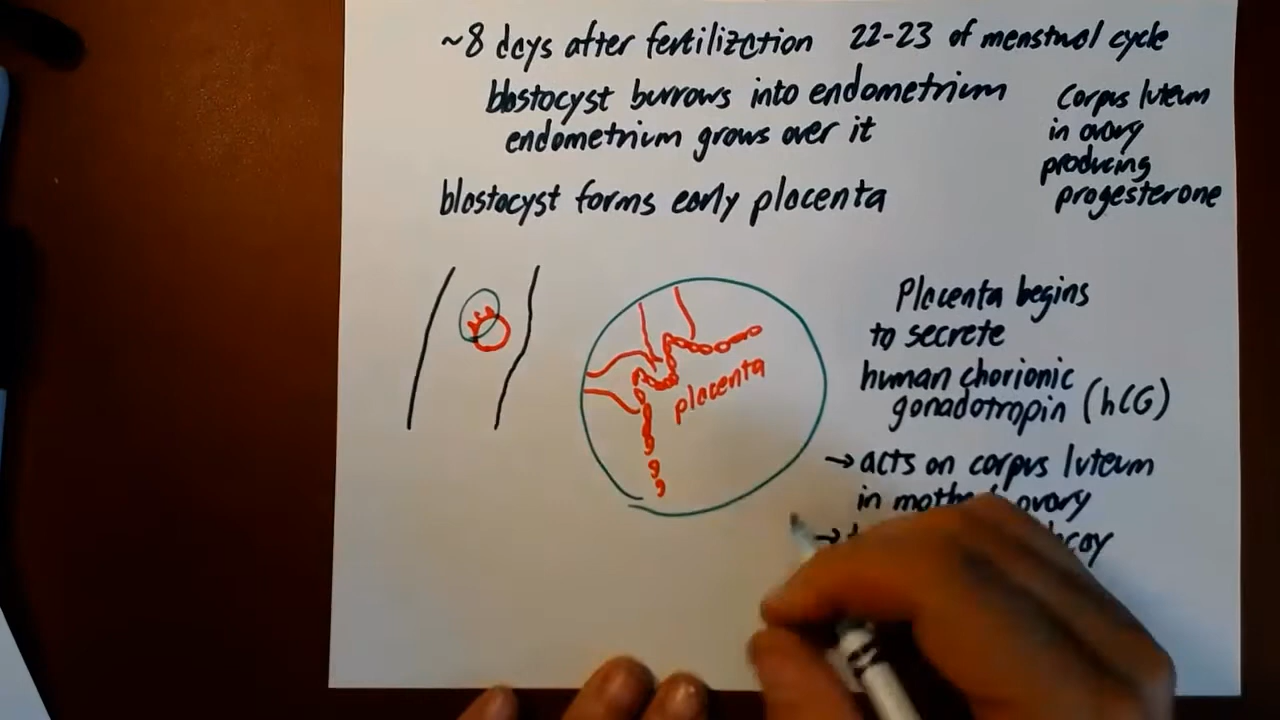 ~8 days after fertilization 22-23 of menstrual cycle
blastocyst burrows into endometrium
endometrium grows over it
Corpus luteum
in ovary
producing
progesterone
blastocyst forms early placenta
placenta
Placenta begins
to secrete
human chorionic
gonadotropin (hCG)
→ acts on corpus luteum
in ovary
→ decay